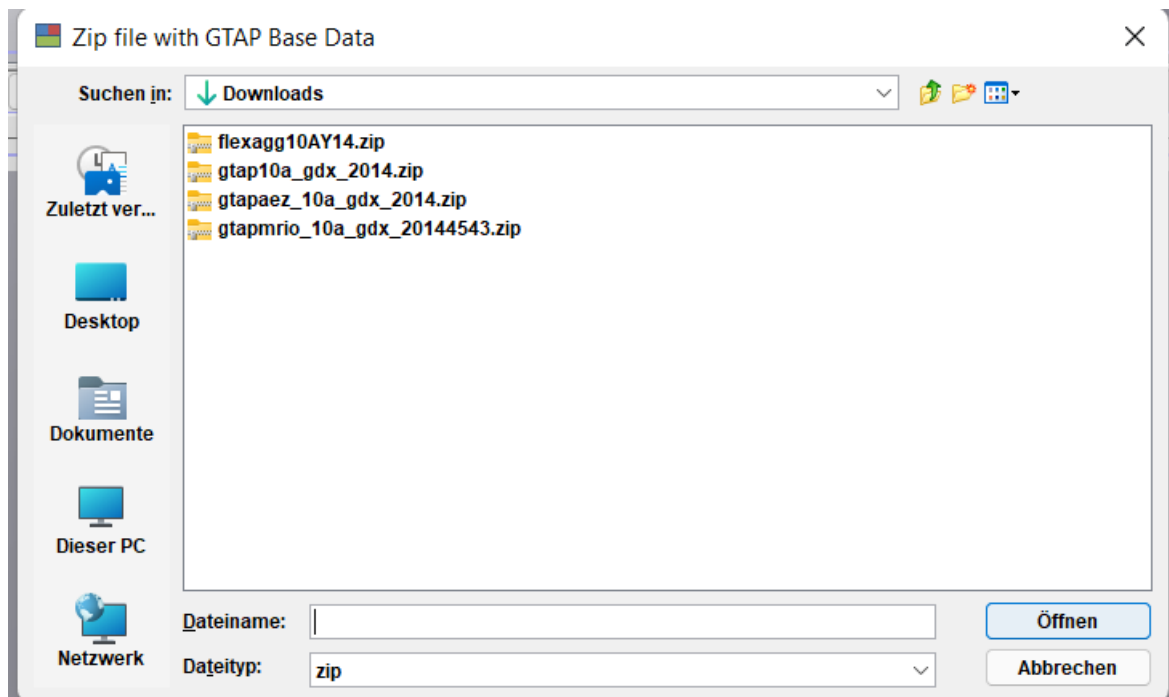 Zip file with GTAP Base Data
Suchen in:
Downloads
flexagg10AY14.zip
gtap10a_gdx_2014.zip
gtapaez_10a_gdx_2014.zip
gtapmrio_10a_gdx_20144543.zip
Zuletzt ver...
Desktop
Dokumente
Dieser PC
Netzwerk
Dateiname:
Öffnen
Dateityp:
zip
Abbrechen